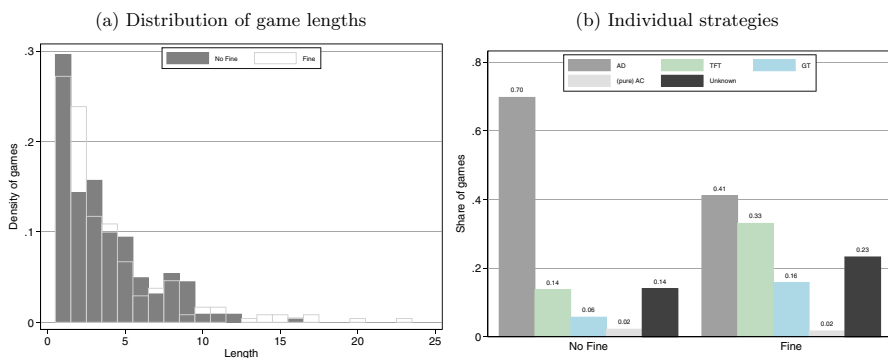 (a) Distribution of game lengths
No Fine Fine
.3
.2
.1
0
Density of games
0 5 10 15 20 25
Length
(b) Individual strategies
AD TFT GT
(pure) AC Unknown
.8
.6
.4
.2
0
Share of games
0.70
0.14
0.06
0.02
0.14
0.41
0.33
0.16
0.02
0.23
No Fine Fine